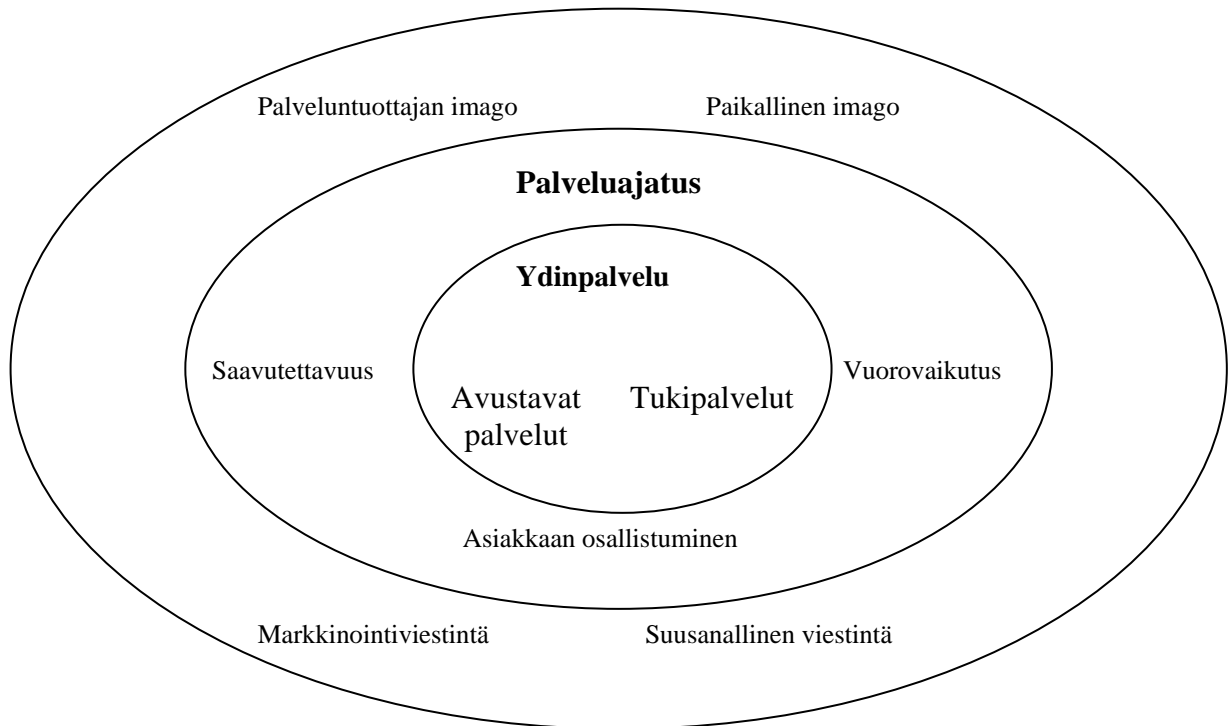 Palveluntuottajan imago
Paikallinen imago
Palveluajatus
Ydinpalvelu
Saavutettavuus
Vuorovaikutus
Avustavat
palvelut
Tukipalvelut
Asiakkaan osallistuminen
Markkinointiviestintä
Suusanallinen viestintä